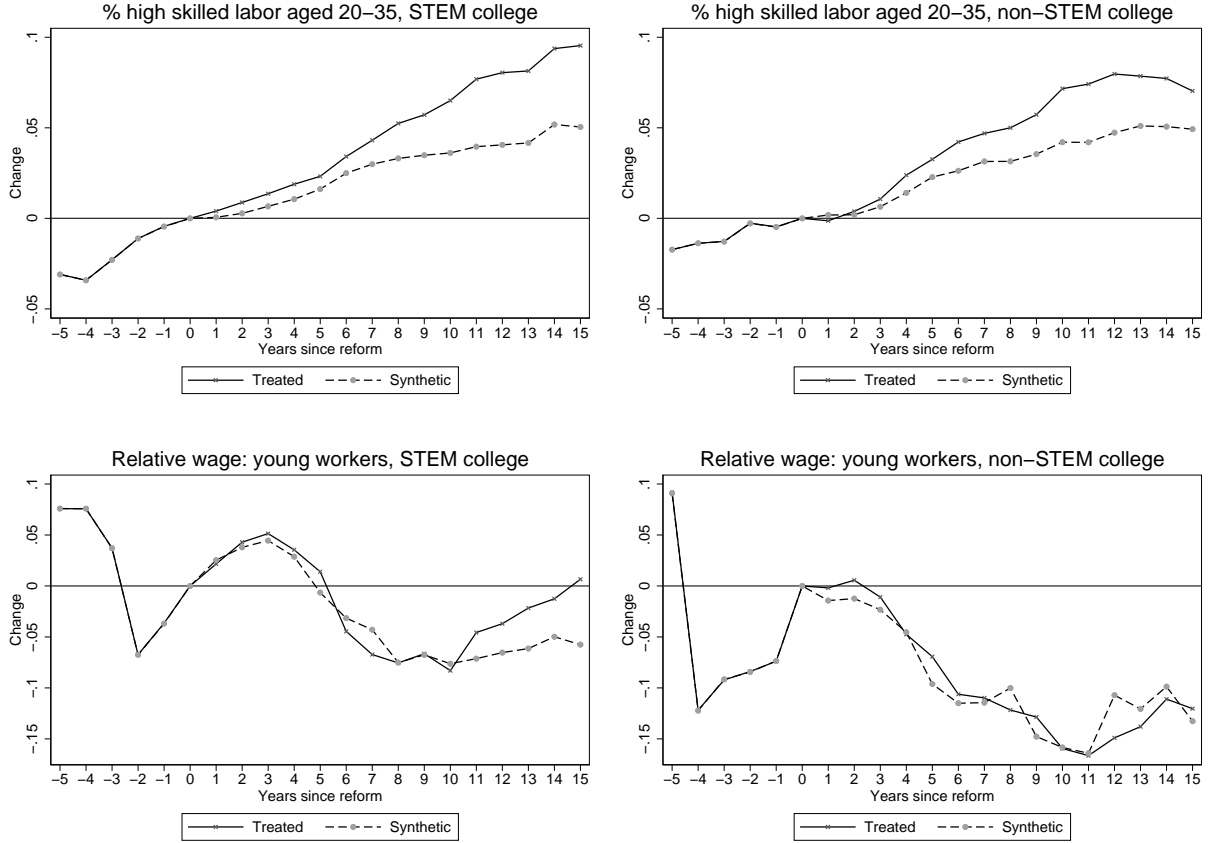 % high skilled labor aged 20−35, STEM college
.1
.05
0
−.05
Change
−5 −4 −3 −2 −1 0 1 2 3 4 5 6 7 8 9 10 11 12 13 14 15
Years since reform
Treated Synthetic
% high skilled labor aged 20−35, non−STEM college
.1
.05
0
−.05
Change
−5 −4 −3 −2 −1 0 1 2 3 4 5 6 7 8 9 10 11 12 13 14 15
Years since reform
Treated Synthetic
Relative wage: young workers, STEM college
.1
.05
0
−.05
−.1
−.15
Change
−5 −4 −3 −2 −1 0 1 2 3 4 5 6 7 8 9 10 11 12 13 14 15
Years since reform
Treated Synthetic
Relative wage: young workers, non−STEM college
.1
.05
0
−.05
−.1
−.15
Change
−5 −4 −3 −2 −1 0 1 2 3 4 5 6 7 8 9 10 11 12 13 14 15
Years since reform
Treated Synthetic